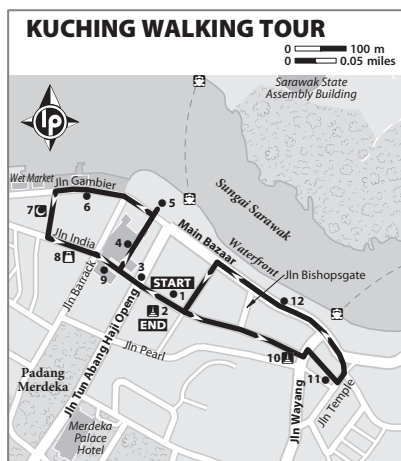 KUCHING WALKING TOUR
0 100 m
0 0.05 miles
Sarawak State
Assembly Building
lp
Wet Market
Jln Gambier
5
7
6
Sungai Sarawak
Main Bazaar
Waterfront
Jln India
4
8
Jln Barrack
9
3
START
1
Jln Bishopsgate
2
END
12
Jln Tun Abang Haji Openg
Jln Pearl
10
11
Padang
Merdeka
Jln Wayang
Jln Temple
Merdeka
Palace
Hotel